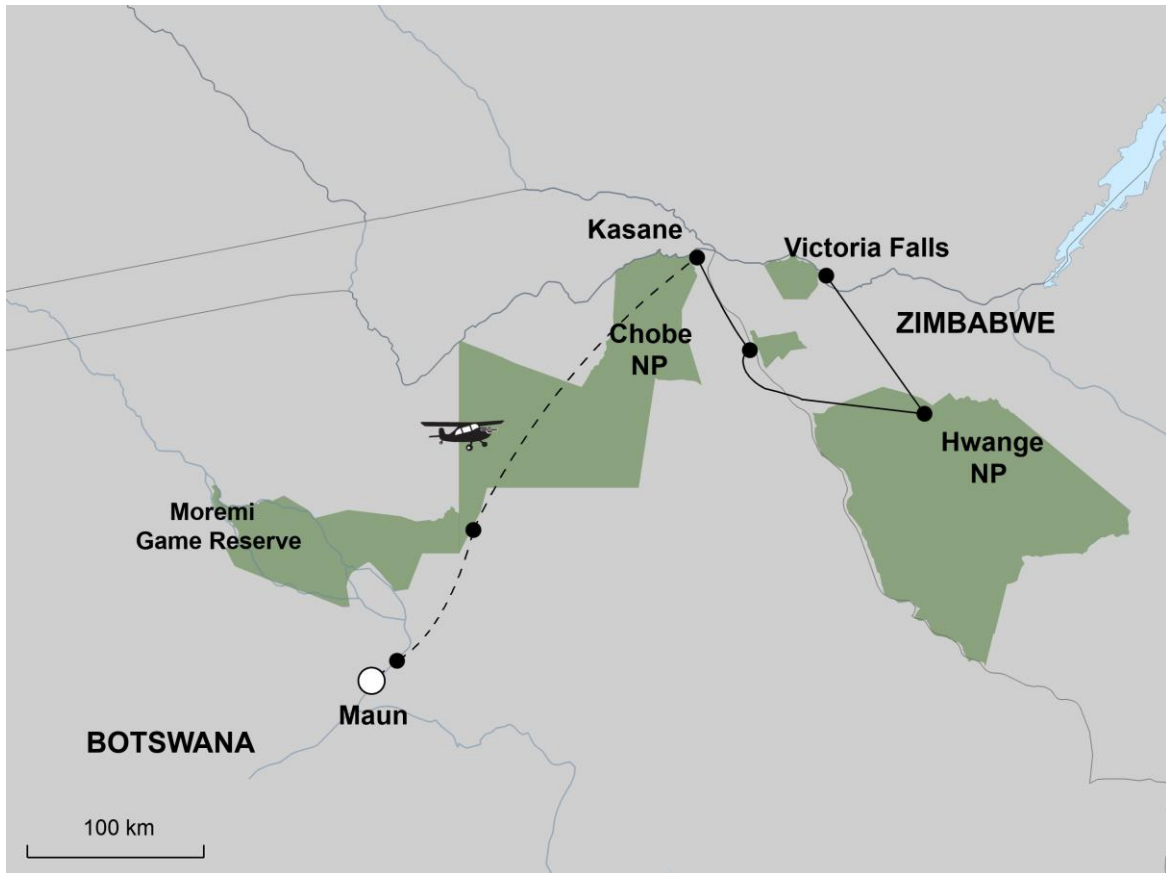 Kasane
Victoria Falls
ZIMBABWE
Chobe
NP
Hwange
NP
Moremi
Game Reserve
Maun
BOTSWANA
100 km